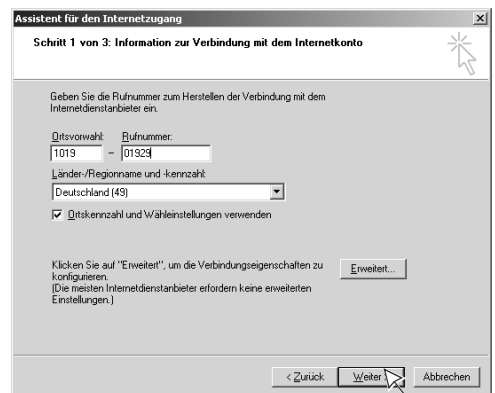 Assistent für den Internetzugang
Schritt 1 von 3: Information zur Verbindung mit dem Internetkonto
Geben Sie die Rufnummer zum Herstellen der Verbindung mit dem
Internetdienstanbieter ein.
Ortsvorwahl: Rufnummer:
1019 – 01929
Länder-/Regionname und -kennzahl:
Deutschland (49)
Ortskennzahl und Wähleinstellungen verwenden
Klicken Sie auf "Erweitert", um die Verbindungseigenschaften zu
konfigurieren.
(Die meisten Internetdienstanbieter erfordern keine erweiterten
Einstellungen.)
Erweitert...
< Zurück Weiter Abbrechen